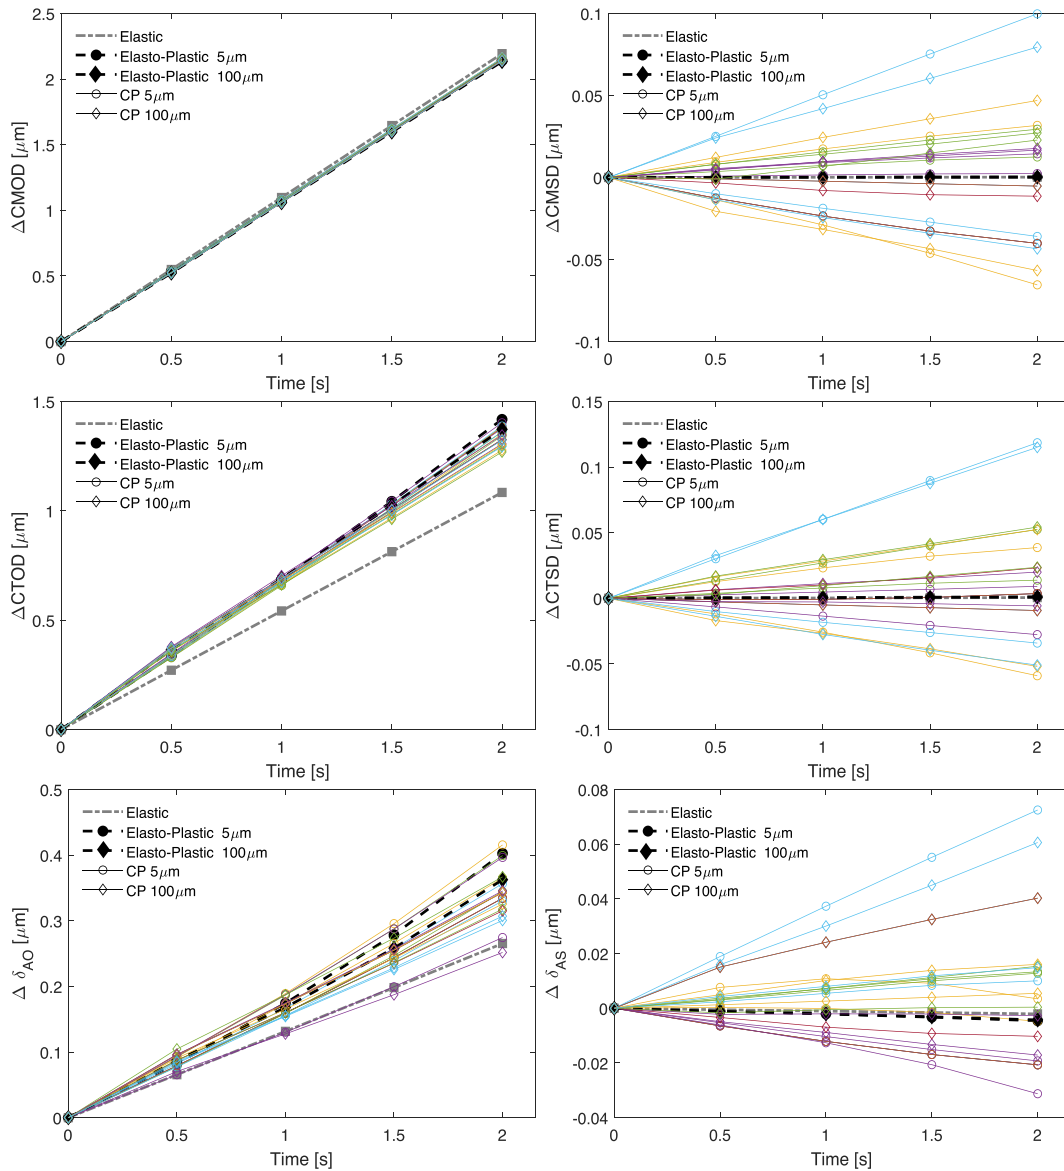 2.5
2
1.5
1
0.5
0
ΔCMOD [μm]
Elastic
Elasto-Plastic 5μm
Elasto-Plastic 100μm
CP 5μm
CP 100μm
0 0.5 1 1.5 2
Time [s]
0.1
0.05
0
-0.05
-0.1
ΔCMSD [μm]
Elastic
Elasto-Plastic 5μm
Elasto-Plastic 100μm
CP 5μm
CP 100μm
0 0.5 1 1.5 2
Time [s]
1.5
1
0.5
0
ΔCTOD [μm]
Elastic
Elasto-Plastic 5μm
Elasto-Plastic 100μm
CP 5μm
CP 100μm
0 0.5 1 1.5 2
Time [s]
0.15
0.1
0.05
0
-0.05
-0.1
ΔCTSD [μm]
Elastic
Elasto-Plastic 5μm
Elasto-Plastic 100μm
CP 5μm
CP 100μm
0 0.5 1 1.5 2
Time [s]
0.5
0.4
0.3
0.2
0.1
0
Δ δAO [μm]
Elastic
Elasto-Plastic 5μm
Elasto-Plastic 100μm
CP 5μm
CP 100μm
0 0.5 1 1.5 2
Time [s]
0.08
0.06
0.04
0.02
0
-0.02
-0.04
Δ δAS [μm]
Elastic
Elasto-Plastic 5μm
Elasto-Plastic 100μm
CP 5μm
CP 100μm
0 0.5 1 1.5 2
Time [s]